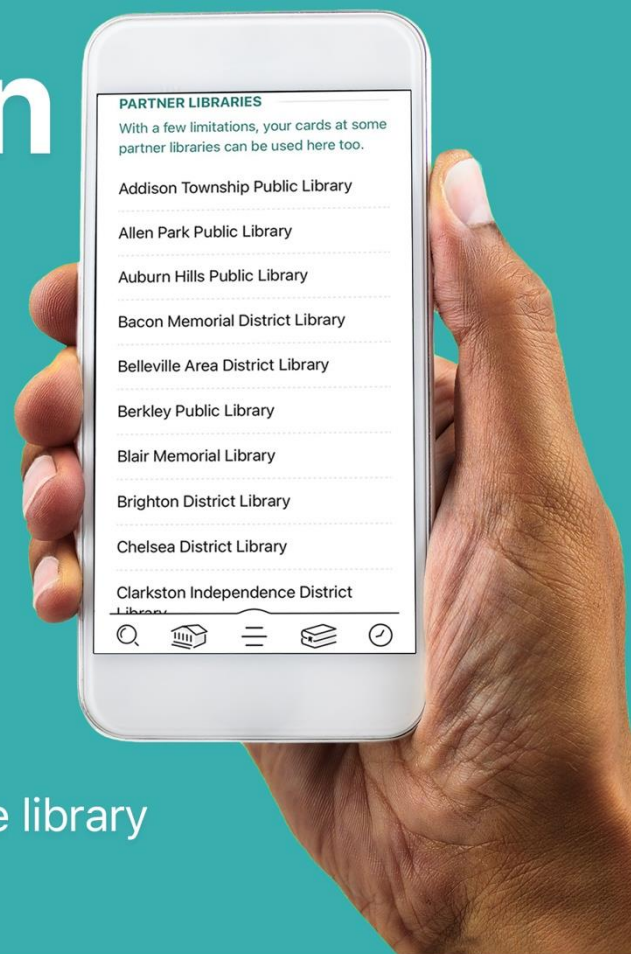 n
PARTNER LIBRARIES
With a few limitations, your cards at some
partner libraries can be used here too.
Addison Township Public Library
Allen Park Public Library
Auburn Hills Public Library
Bacon Memorial District Library
Belleville Area District Library
Berkley Public Library
Blair Memorial Library
Brighton District Library
Chelsea District Library
Clarkston Independence District
Library
e library